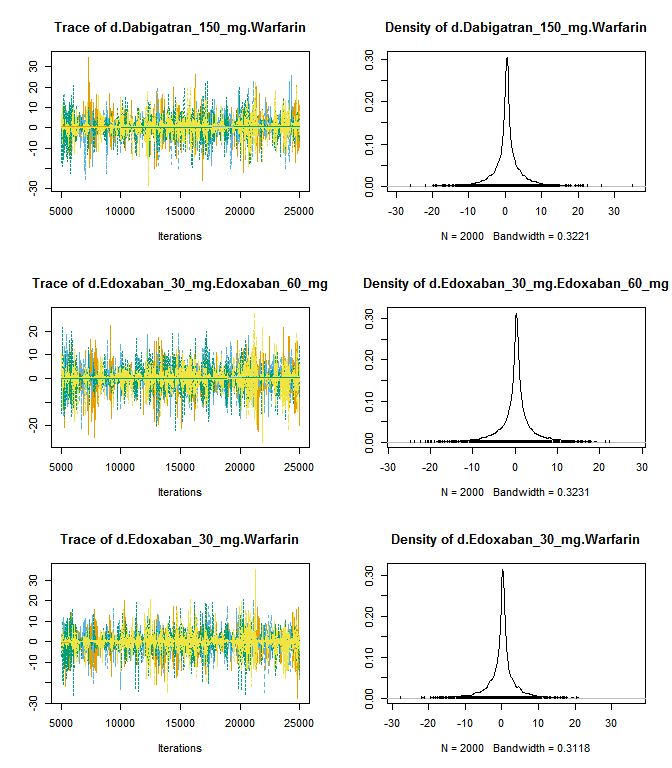 Trace of d.Dabigatran_150_mg.Warfarin
30
20
10
0
-10
-30
5000 10000 15000 20000 25000
Iterations
Density of d.Dabigatran_150_mg.Warfarin
0.30
0.20
0.10
0.00
-30 -20 -10 0 10 20 30
N = 2000 Bandwidth = 0.3221
Trace of d.Edoxaban_30_mg.Edoxaban_60_mg
20
10
0
-20
5000 10000 15000 20000 25000
Iterations
Density of d.Edoxaban_30_mg.Edoxaban_60_mg
0.30
0.20
0.10
0.00
-30 -20 -10 0 10 20 30
N = 2000 Bandwidth = 0.3231
Trace of d.Edoxaban_30_mg.Warfarin
30
20
10
0
-10
-30
5000 10000 15000 20000 25000
Iterations
Density of d.Edoxaban_30_mg.Warfarin
0.30
0.20
0.10
0.00
-30 -20 -10 0 10 20 30
N = 2000 Bandwidth = 0.3118